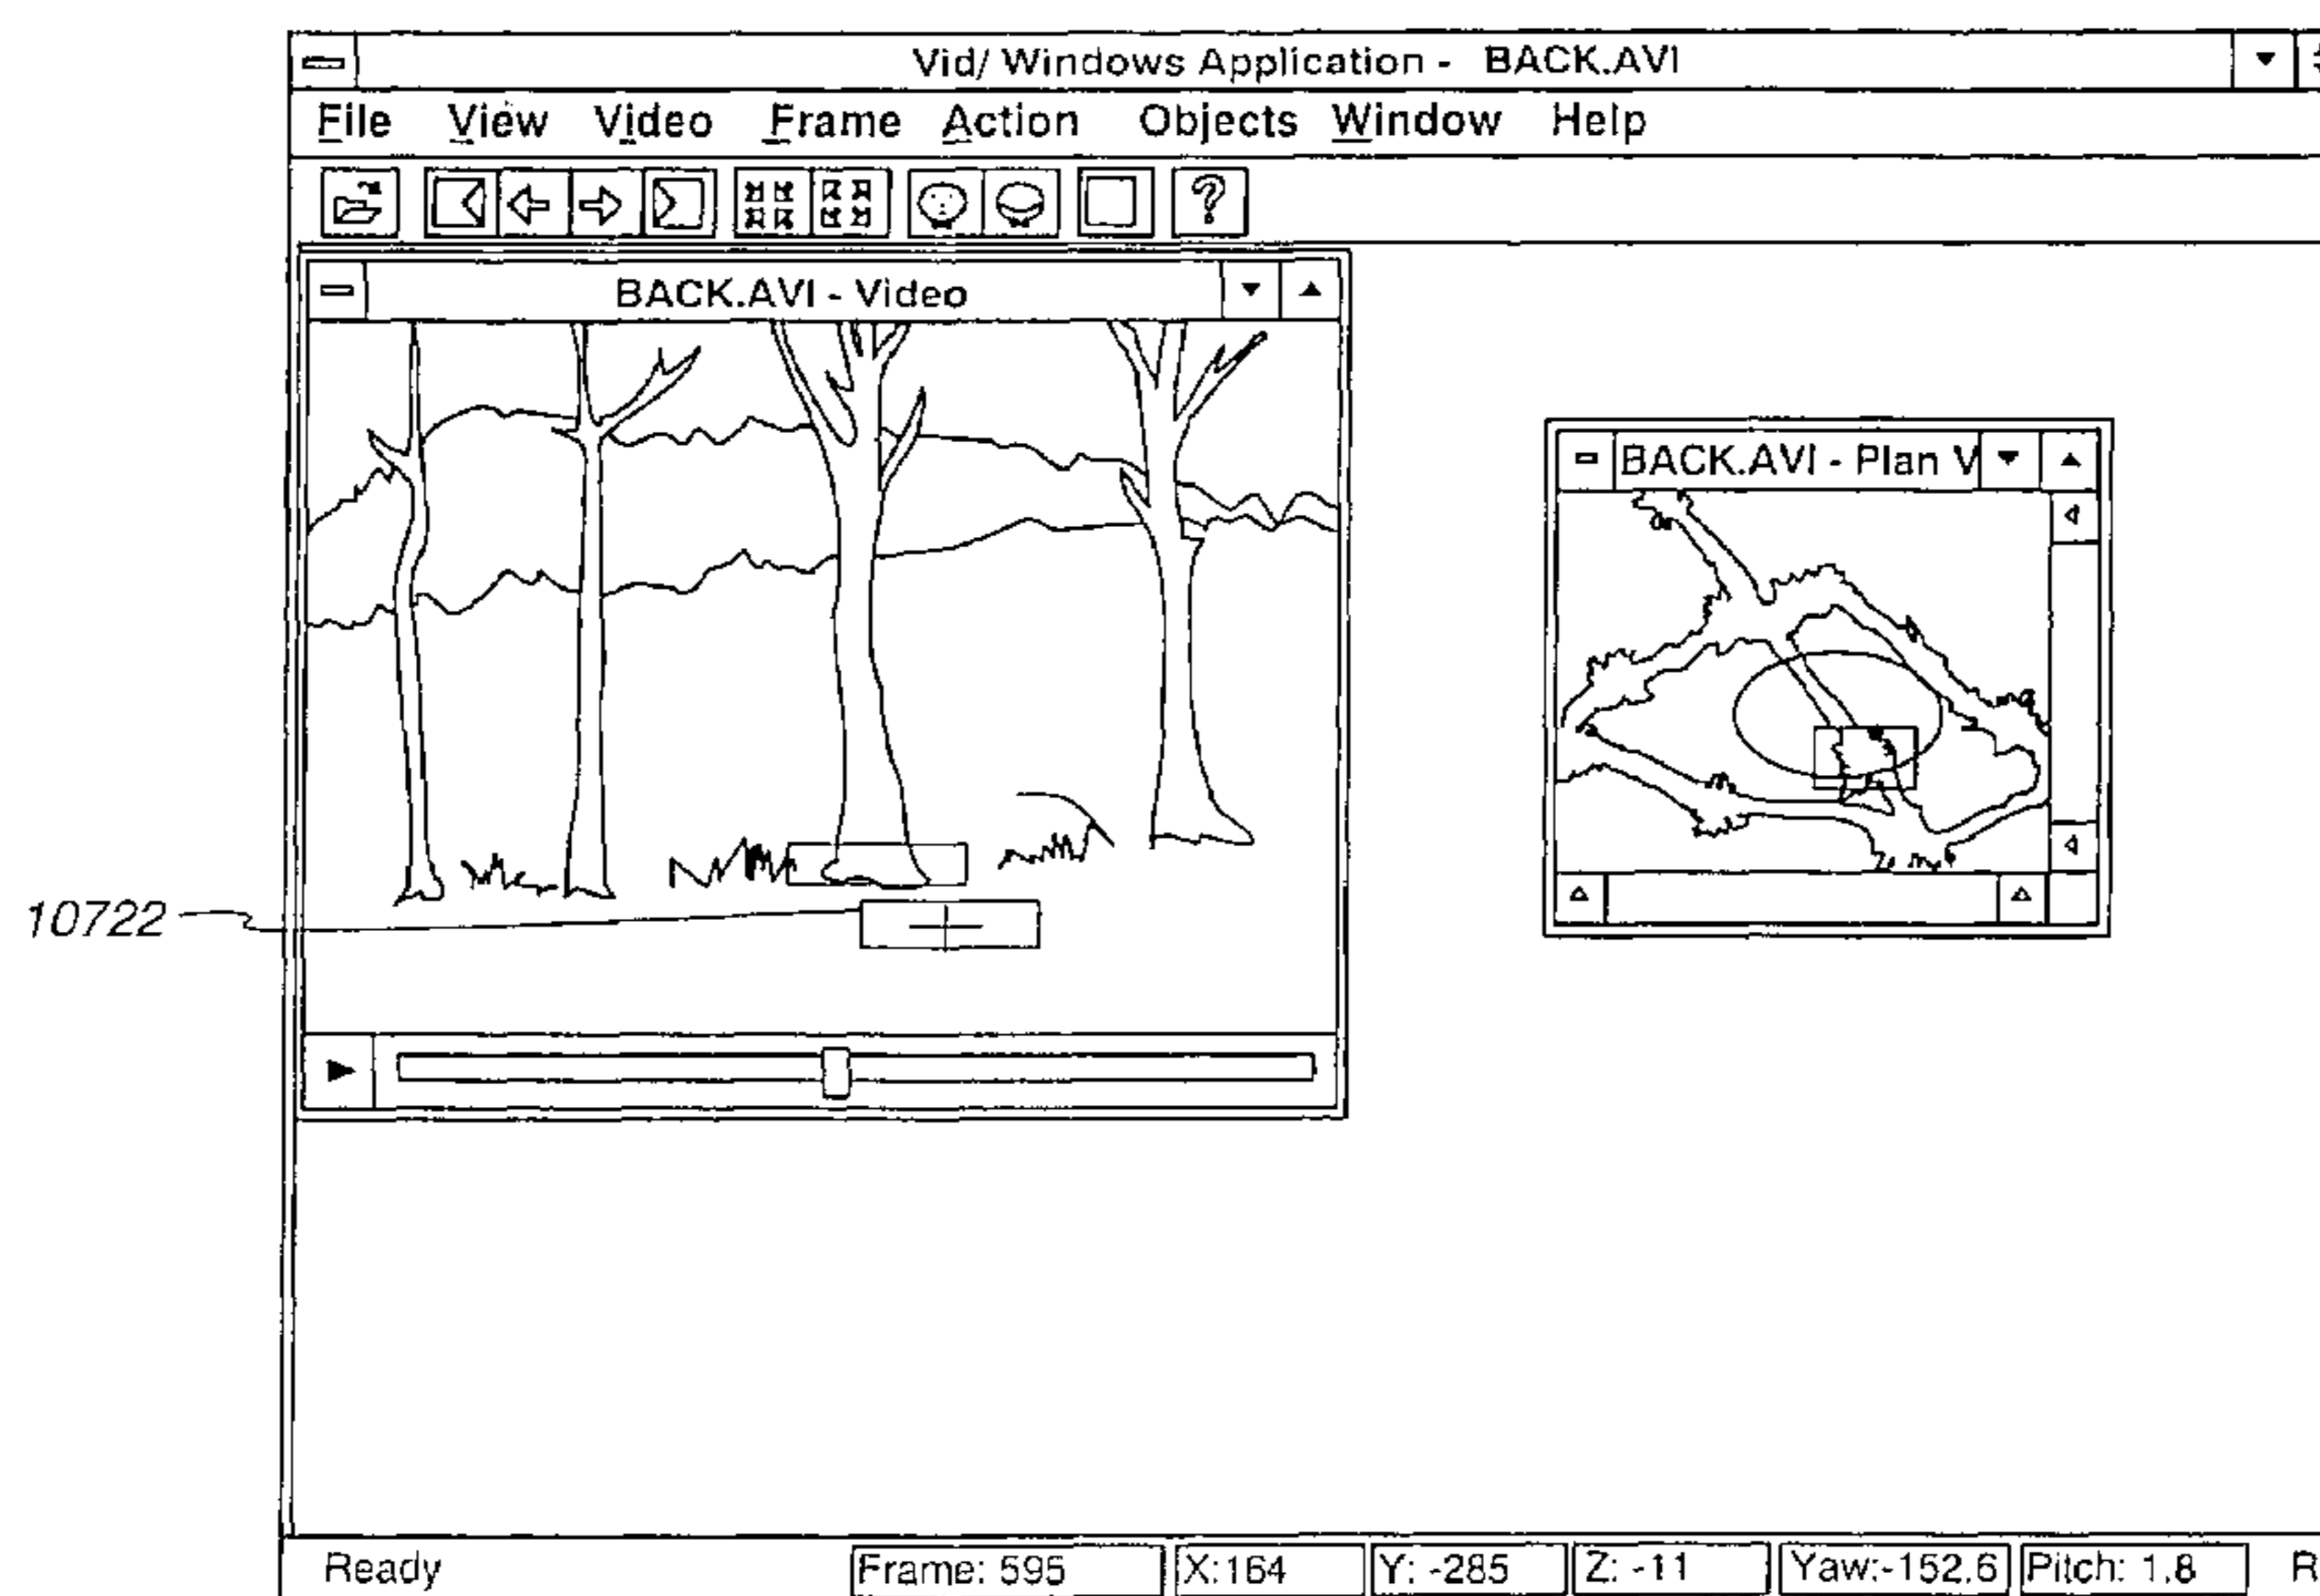 Vid/ Windows Application - BACK.AVI
File View Video Frame Action Objects Window Help
?
BACK.AVI - Video
BACK.AVI - Plan V
10722
Ready Frame: 595 X:164 Y: -285 Z: -11 Yaw:-152.6 Pitch: 1.8 R